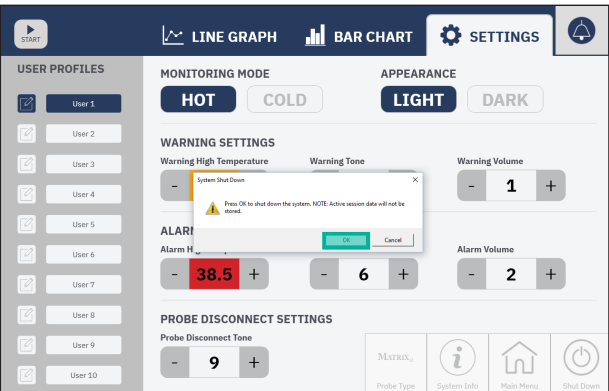 START
LINE GRAPH
BAR CHART
SETTINGS
USER PROFILES
User 1
User 2
User 3
User 4
User 5
User 6
User 7
User 8
User 9
User 10
MONITORING MODE
HOT
COLD
APPEARANCE
LIGHT
DARK
WARNING SETTINGS
Warning High Temperature
Warning Tone
Warning Volume
-
- 1 +
System Shut Down
×
Press OK to shut down the system, NOTE: Active session data will not be
stored.
OK
Cancel
Alarm Volume
- 38.5 +
- 6 +
- 2 +
PROBE DISCONNECT SETTINGS
Probe Disconnect Tone
- 9 +
MATRIX®
Probe Type
System Info
Main Menu
Shut Down